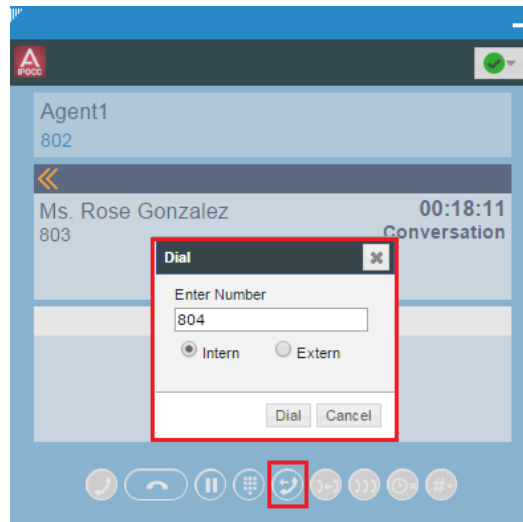 IPOCC
Agent1
802
Ms. Rose Gonzalez 00:18:11
803 Conversation
Dial
Enter Number
804
Intern Extern
Dial Cancel